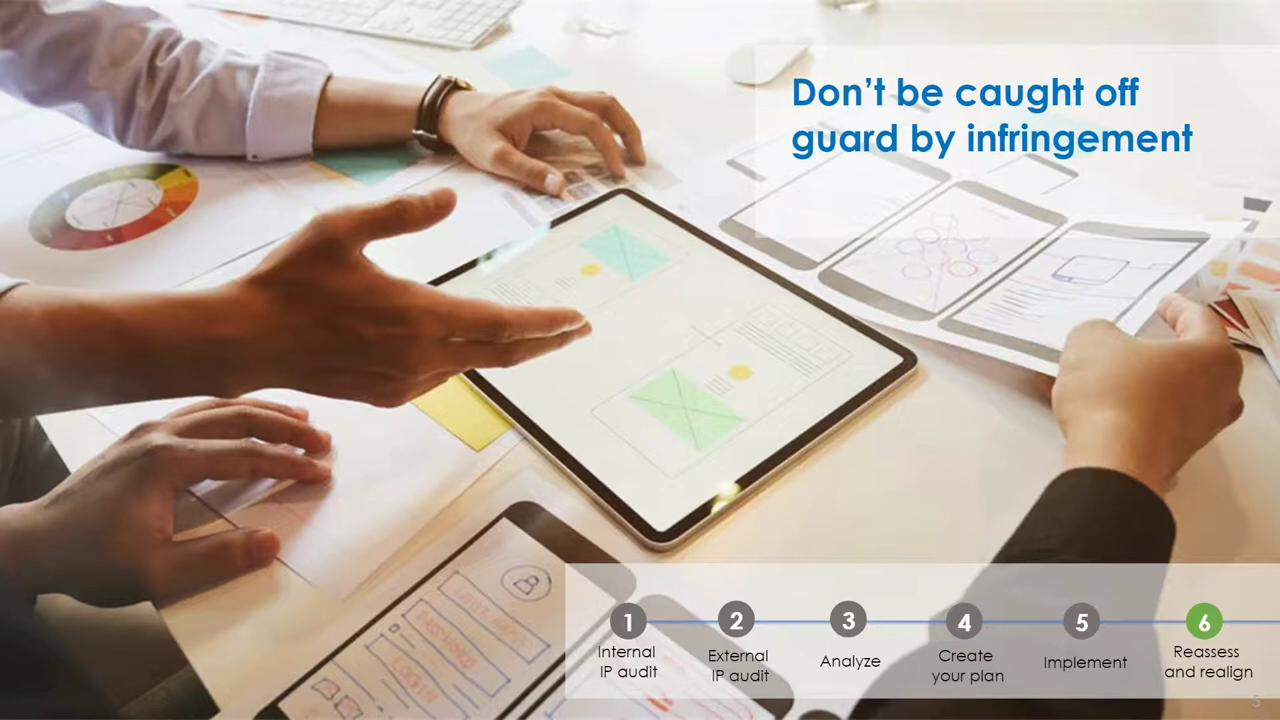 Don't be caught off
guard by infringement
1
Internal
IP audit
2
External
IP audit
3
Analyze
4
Create
your plan
5
Implement
6
Reassess
and realign
5